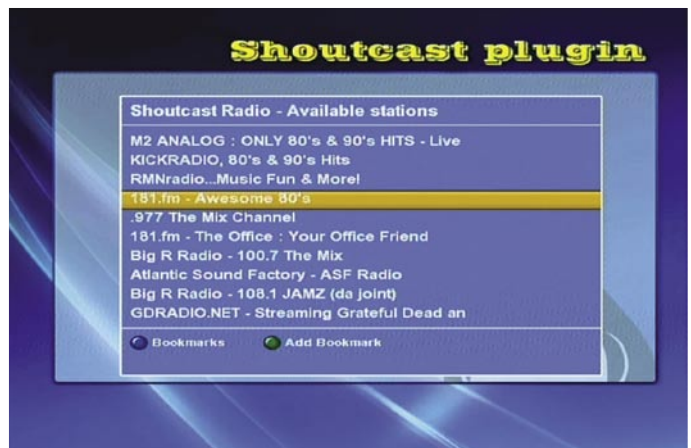 Shoutcast plugin
Shoutcast Radio - Available stations
M2 ANALOG : ONLY 80's & 90's HITS - Live
KICKRADIO, 80's & 90's Hits
RMNradio...Music Fun & More!
181.fm - Awesome 80's
.977 The Mix Channel
181.fm - The Office : Your Office Friend
Big R Radio - 100.7 The Mix
Atlantic Sound Factory - ASF Radio
Big R Radio - 108.1 JAMZ (da joint)
GDRADIO.NET - Streaming Grateful Dead an
Bookmarks Add Bookmark